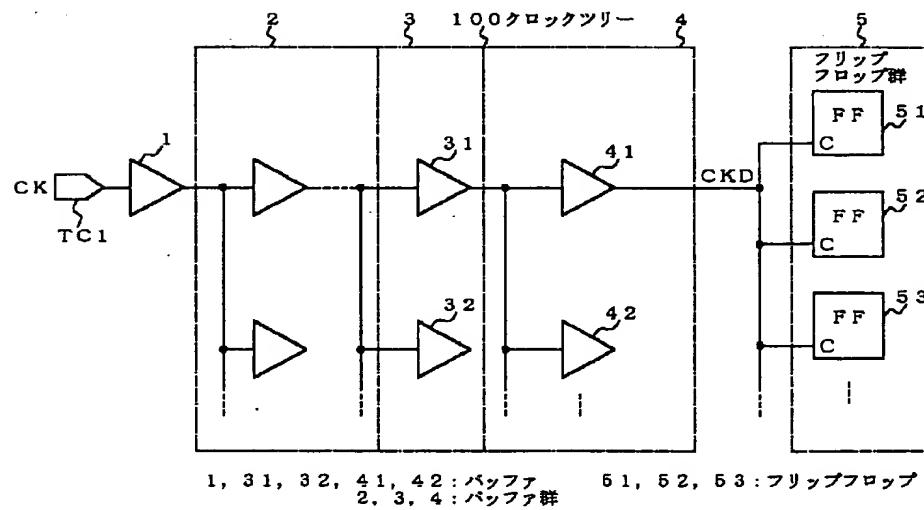 2
3
100クロックツリー
4
5
フリップ
フロップ群
FF
51
C
1
31
41
CKD
CK
TC1
FF
52
C
32
42
FF
53
C
1, 31, 32, 41, 42:バッファ
51, 52, 53:フリップフロップ
2, 3, 4:バッファ群